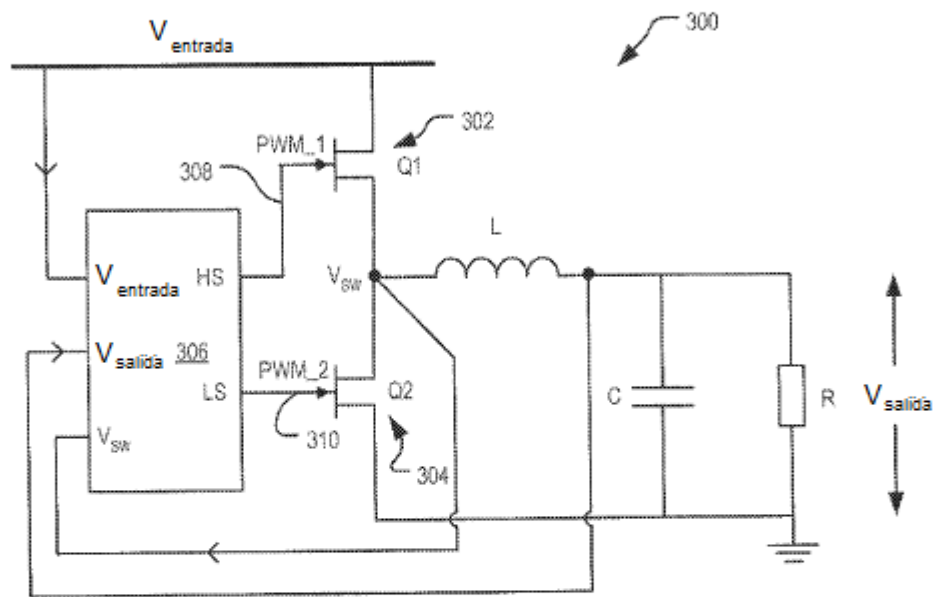 300
V entrada
302
PWM_1
Q1
308
L
V entrada
HS
V SW
V salida
306
PWM_2
LS
Q2
C
R
V salida
V SW
310
304